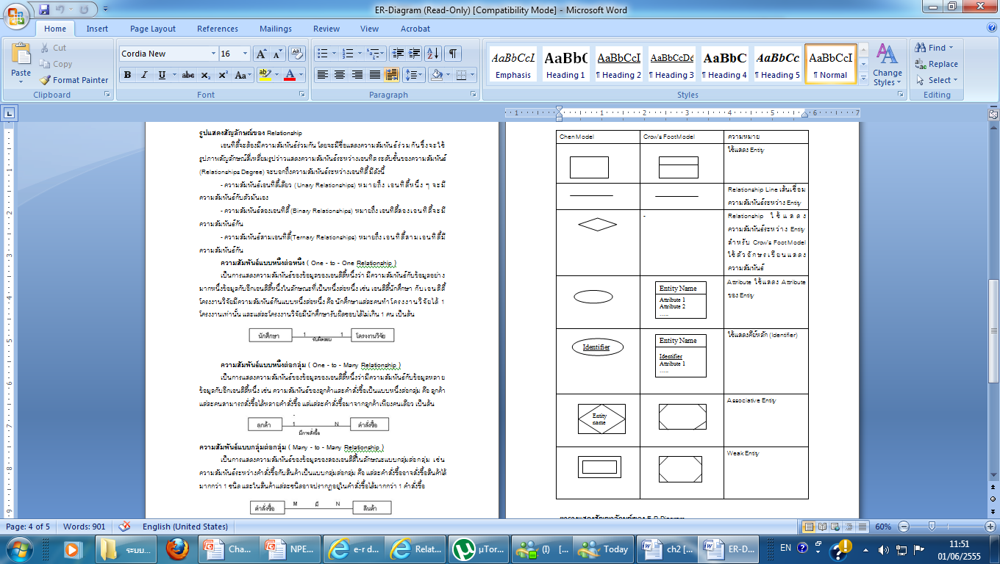 ER-Diagram (Read-Only) [Compatibility Mode] - Microsoft Word
Home Insert Page Layout References Mailings Review View Acrobat
Paste
Cut
Copy
Format Painter
Clipboard
Cordia New 16
Font
Paragraph
AaBbCcI AaBbC AaBbCcI AaBbCcDc AaBbC AaBbCc AaBbCcI
Emphasis Heading 1 ¶ Heading 2 ¶ Heading 3 ¶ Heading 4 ¶ Heading 5 ¶ Normal
Change Styles
Styles
Find
Replace
Select
Editing
รูปแสดงสัญลักษณ์ของ Relationship
เอนทิตี้จะต้องมีความสัมพันธ์ร่วมกัน โดยจะมีชื่อแสดงความสัมพันธ์ร่วมกันซึ่งจะใช้
รูปภาพสัญลักษณ์สี่เหลี่ยมรูปว่าวแสดงความสัมพันธ์ระหว่างเอนทิตี ระดับชั้นของความสัมพันธ์
(Relationships Degree) จะบอกถึงความสัมพันธ์ระหว่างเอนทิตี้ มีดังนี้
- ความสัมพันธ์เอนทิตี้เดียว (Unary Relationships) หมายถึง เอนทิตี้หนึ่ง ๆ จะมี
ความสัมพันธ์กับตัวมันเอง
- ความสัมพันธ์สองเอนทิตี้ (Binary Relationships) หมายถึง เอนทิตี้สองเอนทิตี้จะมี
ความสัมพันธ์กัน
- ความสัมพันธ์สามเอนทิตี้(Ternary Relationships) หมายถึง เอนทิตี้สามเอนทิตี้มี
ความสัมพันธ์กัน
ความสัมพันธ์แบบหนึ่งต่อหนึ่ง ( One - to - One Relationship )
เป็นการแสดงความสัมพันธ์ของข้อมูลของเอนติตี้หนึ่งว่า มีความสัมพันธ์กับข้อมูลอย่าง
มากหนึ่งข้อมูลกับอีกเอนติตี้หนึ่งในลักษณะที่เป็นหนึ่งต่อหนึ่ง เช่น เอนติตี้นักศึกษา กับ เอนติตี้
โครงงานวิจัยมีความสัมพันธ์กันแบบหนึ่งต่อหนึ่ง คือ นักศึกษาแต่ละคนทำโครงงานวิจัยได้ 1
โครงงานเท่านั้น และแต่ละโครงงานวิจัยมีนักศึกษารับผิดชอบได้ไม่เกิน 1 คน เป็นต้น
นักศึกษา 1 รับผิดชอบ 1 โครงงานวิจัย
ความสัมพันธ์แบบหนึ่งต่อกลุ่ม ( One - to - Many Relationship )
เป็นการแสดงความสัมพันธ์ของข้อมูลของเอนติตี้หนึ่งว่ามีความสัมพันธ์กับข้อมูลหลาย
ข้อมูลกับอีกเอนติตี้หนึ่ง เช่น ความสัมพันธ์ของลูกค้าและคำสั่งซื้อเป็นแบบหนึ่งต่อกลุ่ม คือ ลูกค้า
แต่ละคนสามารถสั่งซื้อได้หลายคำสั่งซื้อ แต่แต่ละคำสั่งซื้อมาจากลูกค้าเพียงคนเดียว เป็นต้น
ลูกค้า 1 มีการสั่งซื้อ N คำสั่งซื้อ
ความสัมพันธ์แบบกลุ่มต่อกลุ่ม ( Many - to - Many Relationship )
เป็นการแสดงความสัมพันธ์ของข้อมูลของสองเอนติตี้ในลักษณะแบบกลุ่มต่อกลุ่ม เช่น
ความสัมพันธ์ระหว่างคำสั่งซื้อกับสินค้าเป็นแบบกลุ่มต่อกลุ่ม คือ แต่ละคำสั่งซื้ออาจสั่งซื้อสินค้าได้
มากกว่า 1 ชนิด และในสินค้าแต่ละชนิดอาจปรากฏอยู่ในคำสั่งซื้อได้มากกว่า 1 คำสั่งซื้อ
คำสั่งซื้อ M มี N สินค้า
Chen Model Crow's Foot Model ความหมาย
ใช้แสดง Entity
Relationship Line เส้นเชื่อม
ความสัมพันธ์ระหว่าง Entity
- Relationship ใช้แสดง
ความสัมพันธ์ระหว่าง Entity
สำหรับ Crow's Foot Model
ใช้ตัวอักษรเขียนแสดง
ความสัมพันธ์
Entity Name
Attribute 1
Attribute 2
.....
Attribute ใช้แสดง Attribute
ของ Entity
Identifier
Entity Name
Identifier
Attribute 1
.....
ใช้แสดงคีย์หลัก (Identifier)
Entity
name
Associative Entity
Weak Entity
Page: 4 of 5 Words: 901 English (United States) 60%
ระบบ... Cha... NPE... e-r d... Relat... µTor... (I) [... Today ch2 [... ER-D... EN 11:51
01/06/2555